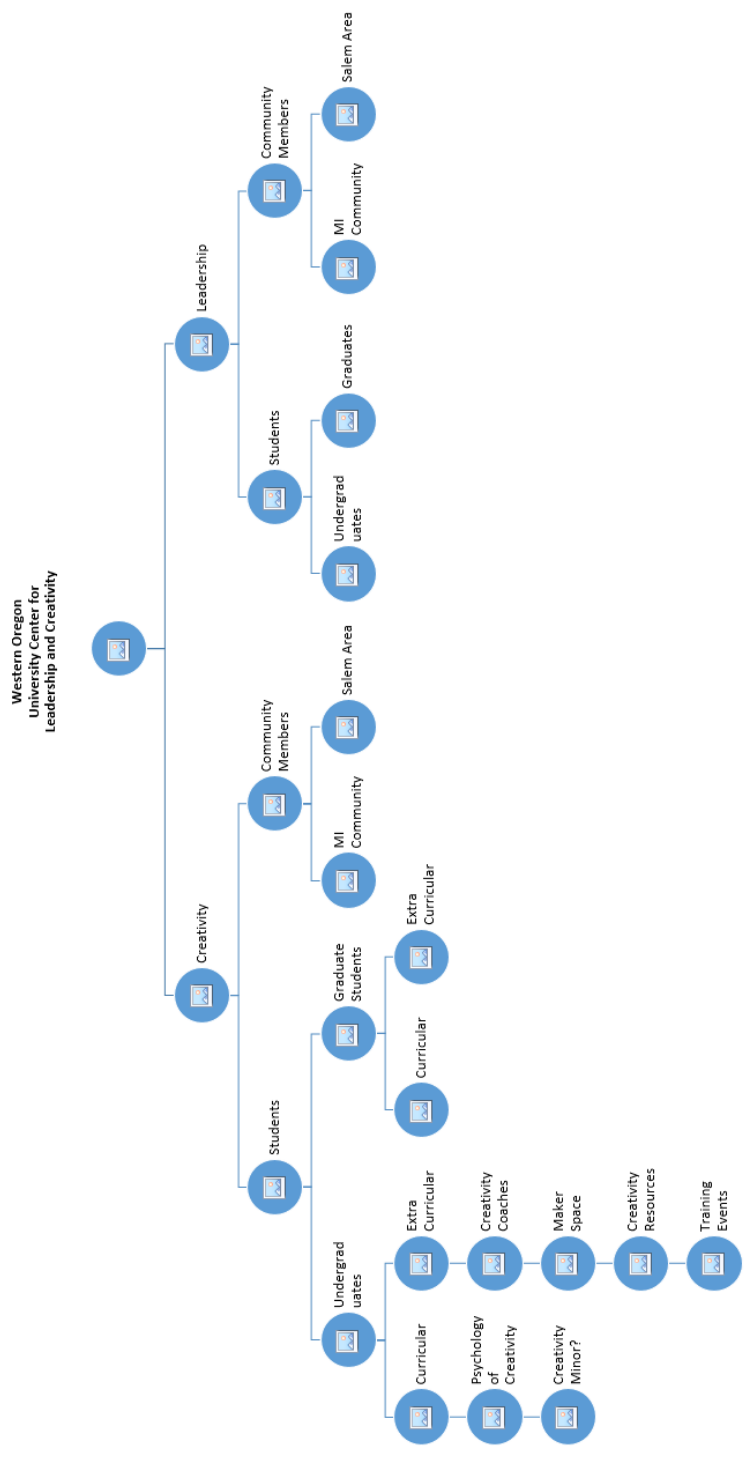 Western Oregon
University Center for
Leadership and Creativity
Creativity
Leadership
Students
Community
Members
Students
Community
Members
Undergrad
uates
Graduate
Students
MI
Community
Salem Area
Undergrad
uates
Graduates
MI
Community
Salem Area
Curricular
Extra
Curricular
Curricular
Extra
Curricular
Psychology
of
Creativity
Creativity
Coaches
Creativity
Minor?
Maker
Space
Creativity
Resources
Training
Events